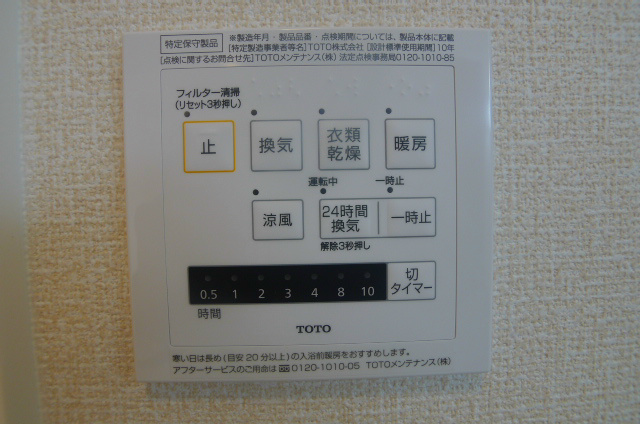 特定保守製品
※製造年月・製品品番・点検期間については、製品本体に記載
[特定製造事業者等名]TOTO株式会社 [設計標準使用期間]10年
[点検に関するお問合せ先]TOTOメンテナンス(株) 法定点検事務局0120-1010-85
フィルター清掃
(リセット3秒押し)
止
換気
衣類
乾燥
暖房
運転中
一時止
涼風
24時間
換気
一時止
解除3秒押し
0.5 1 2 3 4 8 10
切
タイマー
時間
TOTO
寒い日は長め(目安20分以上)の入浴前暖房をおすすめします。
アフターサービスのご用命は 0120-1010-05 TOTOメンテナンス(株)